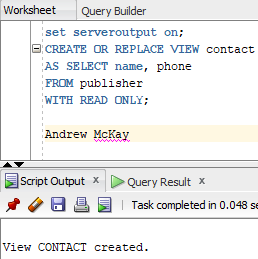 Worksheet Query Builder
set serveroutput on;
CREATE OR REPLACE VIEW contact
AS SELECT name, phone
FROM publisher
WITH READ ONLY;
Andrew McKay
Script Output x Query Result x
Task completed in 0.048 se
View CONTACT created.